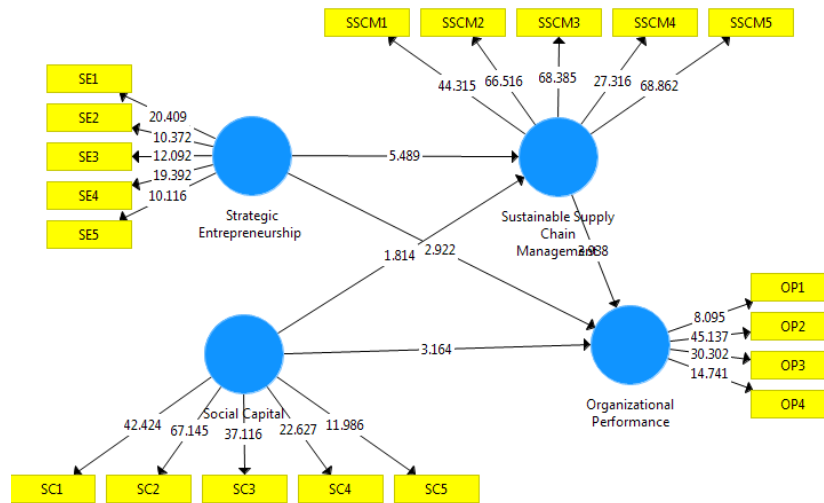 SSCM1 SSCM2 SSCM3 SSCM4 SSCM5
44.315 66.516 68.385 27.316 68.862
SE1
SE2
SE3
SE4
SE5
20.409
10.372
12.092
19.392
10.116
Strategic
Entrepreneurship
5.489
Sustainable Supply
Chain
Management
1.814 2.922
3.164
OP1
OP2
OP3
OP4
8.095
45.137
30.302
14.741
Organizational
Performance
Social Capital
42.424 67.145 37.116 22.627 11.986
SC1 SC2 SC3 SC4 SC5